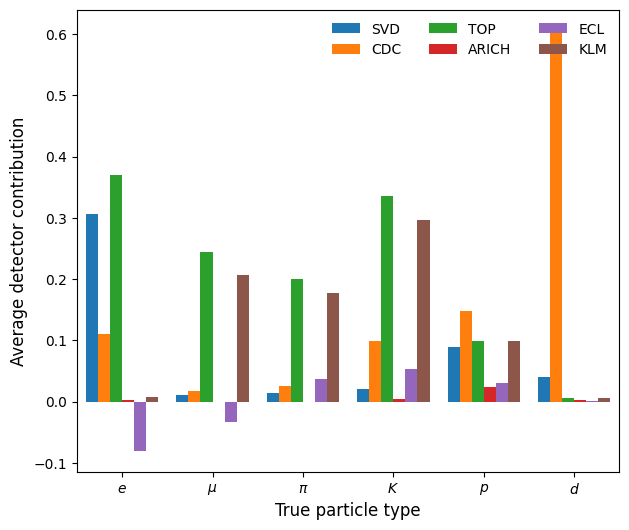 SVD TOP ECL
CDC ARICH KLM
Average detector contribution
0.6
0.5
0.4
0.3
0.2
0.1
0.0
−0.1
e μ π K p d
True particle type